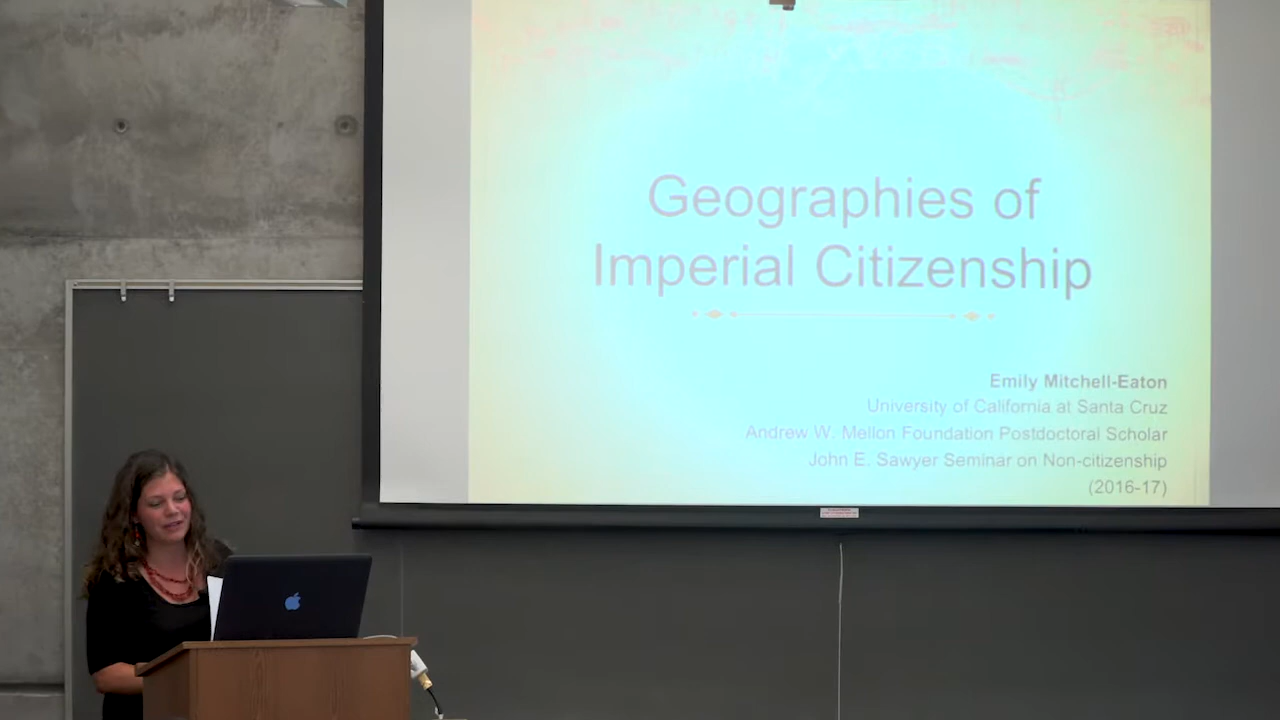 Geographies of
Imperial Citizenship
Emily Mitchell-Eaton
University of California at Santa Cruz
Andrew W. Mellon Foundation Postdoctoral Scholar
John E. Sawyer Seminar on Non-citizenship
(2016-17)